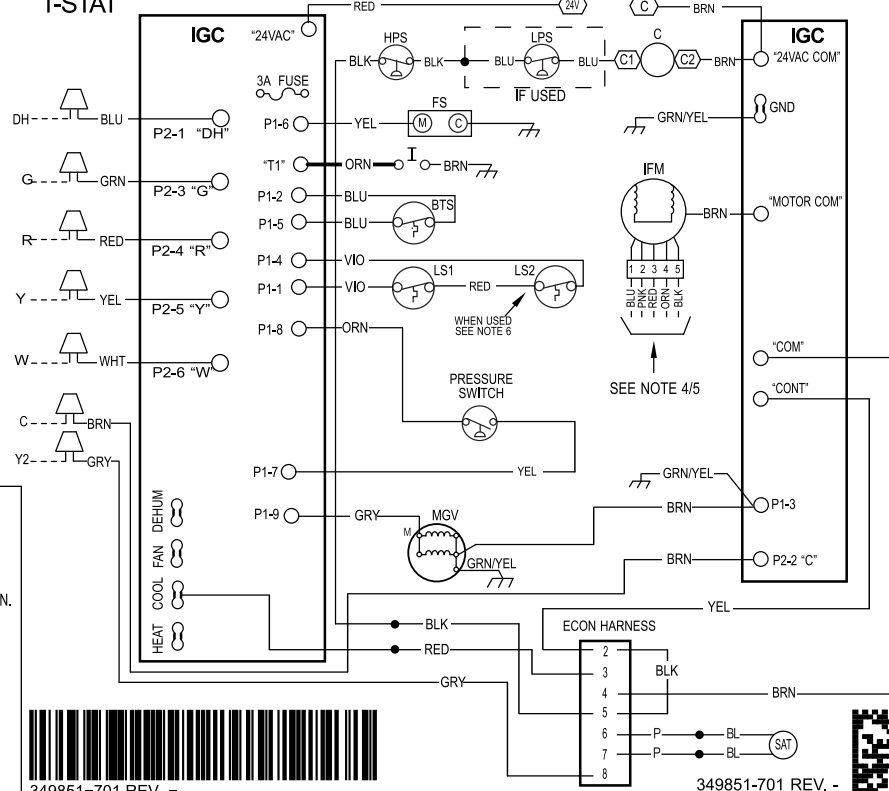 T-STAT
IGC
"24VAC"
RED
24V
C
BRN
IGC
"24VAC COM"
HPS
LPS
C
BLK
BLK
BLU
BLU
C1
C2
BRN
IF USED
3A FUSE
GRN/YEL
GND
DH
BLU
P2-1 "DH"
P1-6
YEL
FS
M
C
"T1"
ORN
I
BRN
IFM
G
GRN
P2-3 "G"
P1-2
BLU
BTS
BRN
"MOTOR COM"
P1-5
BLU
R
RED
P2-4 "R"
P1-4
VIO
LS1
LS2
P1-1
VIO
RED
1 2 3 4 5
BLU
PNK
RED
ORN
BLK
Y
YEL
P2-5 "Y"
WHEN USED
SEE NOTE 6
P1-8
ORN
W
WHT
P2-6 "W"
"COM"
PRESSURE
SWITCH
SEE NOTE 4/5
"CONT"
C
BRN
Y2
GRY
P1-7
YEL
GRN/YEL
P1-3
BRN
P1-9
GRY
MGV
M
GRN/YEL
BRN
P2-2 "C"
DEHUM
FAN
COOL
HEAT
N.
YEL
BLK
ECON HARNESS
RED
2
BLK
3
GRY
4
BRN
5
6
P
BL
SAT
7
P
BL
8
349851-701 REV. -
349851-701 REV. -